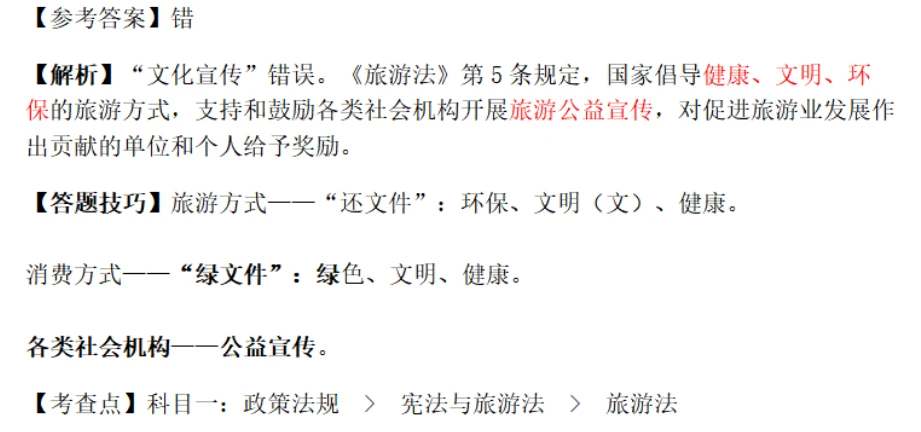 【参考答案】错
【解析】“文化宣传”错误。《旅游法》第 5 条规定，国家倡导健康、文明、环
保的旅游方式，支持和鼓励各类社会机构开展旅游公益宣传，对促进旅游业发展作
出贡献的单位和个人给予奖励。
【答题技巧】旅游方式——“还文件”：环保、文明（文）、健康。
消费方式——“绿文件”：绿色、文明、健康。
各类社会机构——公益宣传。
【考查点】科目一：政策法规 > 宪法与旅游法 > 旅游法